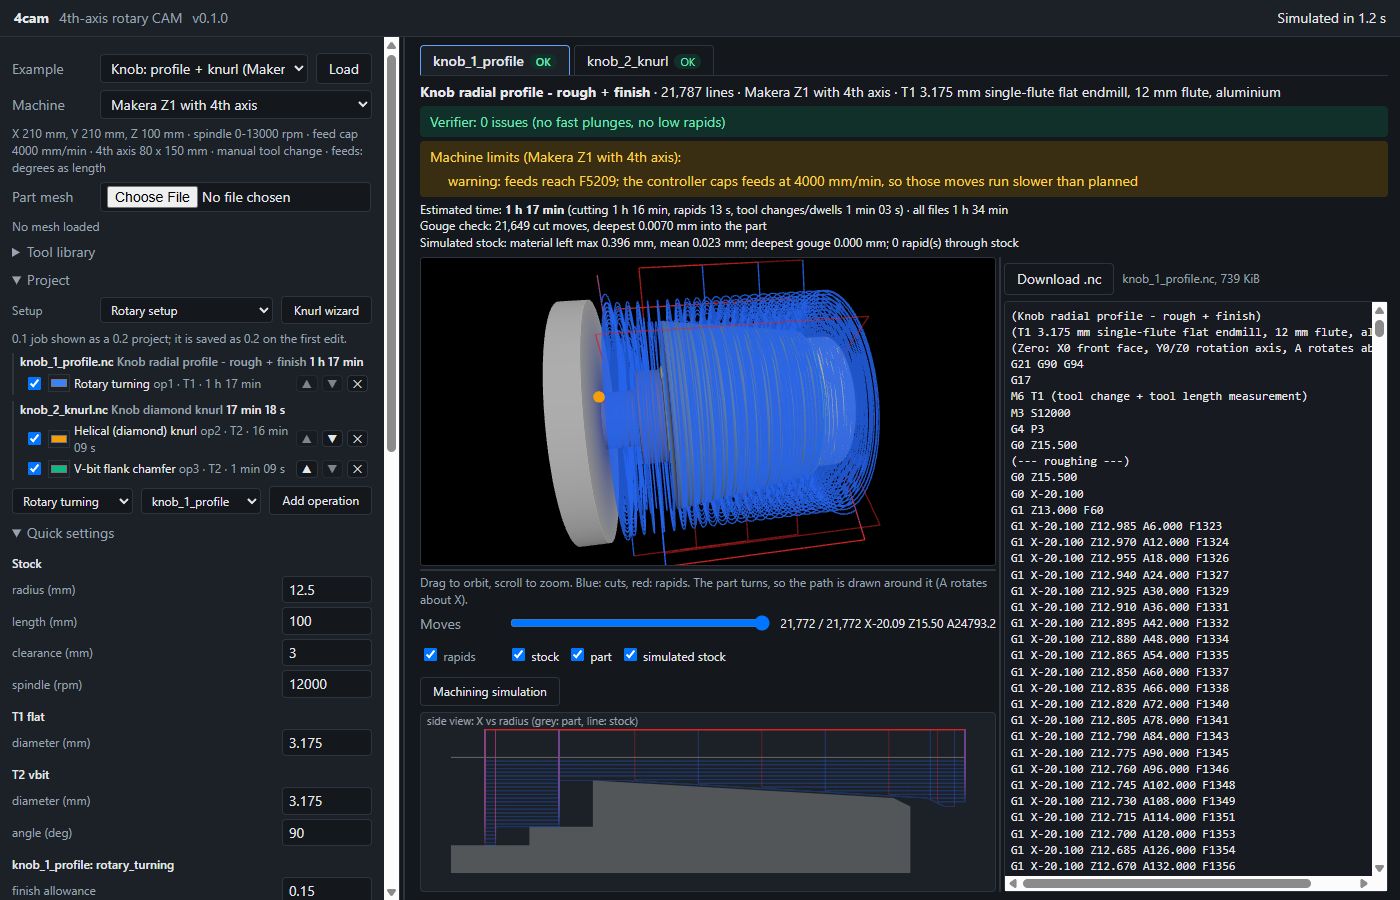 4cam 4th-axis rotary CAM v0.1.0
Simulated in 1.2 s
Example Knob: profile + knurl (Maker Load
Machine Makera Z1 with 4th axis
X 210 mm, Y 210 mm, Z 100 mm · spindle 0-13000 rpm · feed cap
4000 mm/min · 4th axis 80 x 150 mm · manual tool change · feeds:
degrees as length
Part mesh Choose File No file chosen
No mesh loaded
Tool library
Project
Setup Rotary setup Knurl wizard
0.1 job shown as a 0.2 project; it is saved as 0.2 on the first edit.
knob_1_profile.nc Knob radial profile - rough + finish 1 h 17 min
Rotary turning op1 · T1 · 1 h 17 min
knob_2_knurl.nc Knob diamond knurl 17 min 18 s
Helical (diamond) knurl op2 · T2 · 16 min
09 s
V-bit flank chamfer op3 · T2 · 1 min 09 s
Rotary turning knob_1_profile Add operation
Quick settings
Stock
radius (mm) 12.5
length (mm) 100
clearance (mm) 3
spindle (rpm) 12000
T1 flat
diameter (mm) 3.175
T2 vbit
diameter (mm) 3.175
angle (deg) 90
knob_1_profile: rotary_turning
finish allowance 0.15
knob_1_profile OK knob_2_knurl OK
Knob radial profile - rough + finish · 21,787 lines · Makera Z1 with 4th axis · T1 3.175 mm single-flute flat endmill, 12 mm flute, aluminium
Verifier: 0 issues (no fast plunges, no low rapids)
Machine limits (Makera Z1 with 4th axis):
warning: feeds reach F5209; the controller caps feeds at 4000 mm/min, so those moves run slower than planned
Estimated time: 1 h 17 min (cutting 1 h 16 min, rapids 13 s, tool changes/dwells 1 min 03 s) · all files 1 h 34 min
Gouge check: 21,649 cut moves, deepest 0.0070 mm into the part
Simulated stock: material left max 0.396 mm, mean 0.023 mm; deepest gouge 0.000 mm; 0 rapid(s) through stock
Drag to orbit, scroll to zoom. Blue: cuts, red: rapids. The part turns, so the path is drawn around it (A rotates
about X).
Moves 21,772 / 21,772 X-20.09 Z15.50 A24793.2
rapids stock part simulated stock
Machining simulation
side view: X vs radius (grey: part, line: stock)
Download .nc knob_1_profile.nc, 739 KiB
(Knob radial profile - rough + finish)
(T1 3.175 mm single-flute flat endmill, 12 mm flute, al
(Zero: X0 front face, Y0/Z0 rotation axis, A rotates ab
G21 G90 G94
G17
M6 T1 (tool change + tool length measurement)
M3 S12000
G4 P3
G0 Z15.500
(--- roughing ---)
G0 Z15.500
G0 X-20.100
G1 Z13.000 F60
G1 X-20.100 Z12.985 A6.000 F1323
G1 X-20.100 Z12.970 A12.000 F1324
G1 X-20.100 Z12.955 A18.000 F1326
G1 X-20.100 Z12.940 A24.000 F1327
G1 X-20.100 Z12.925 A30.000 F1329
G1 X-20.100 Z12.910 A36.000 F1331
G1 X-20.100 Z12.895 A42.000 F1332
G1 X-20.100 Z12.880 A48.000 F1334
G1 X-20.100 Z12.865 A54.000 F1335
G1 X-20.100 Z12.850 A60.000 F1337
G1 X-20.100 Z12.835 A66.000 F1338
G1 X-20.100 Z12.820 A72.000 F1340
G1 X-20.100 Z12.805 A78.000 F1341
G1 X-20.100 Z12.790 A84.000 F1343
G1 X-20.100 Z12.775 A90.000 F1345
G1 X-20.100 Z12.760 A96.000 F1346
G1 X-20.100 Z12.745 A102.000 F1348
G1 X-20.100 Z12.730 A108.000 F1349
G1 X-20.100 Z12.715 A114.000 F1351
G1 X-20.100 Z12.700 A120.000 F1353
G1 X-20.100 Z12.685 A126.000 F1354
G1 X-20.100 Z12.670 A132.000 F1356